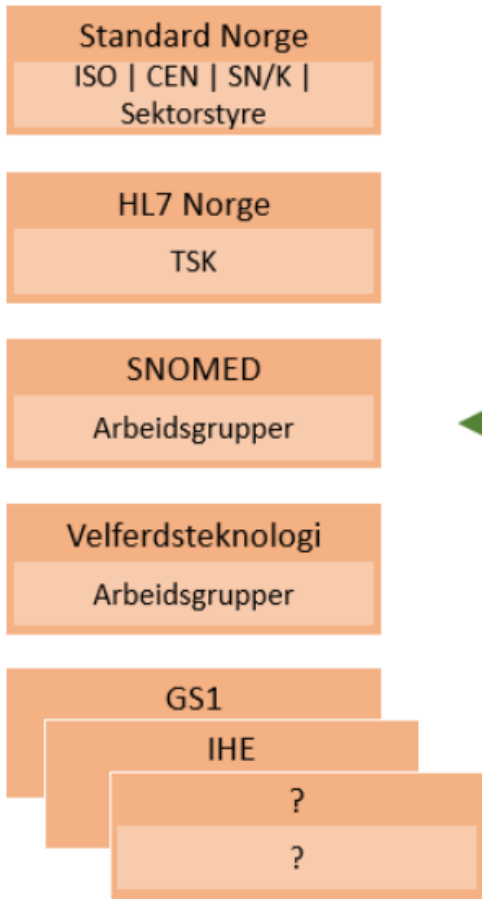 Standard Norge
ISO | CEN | SN/K |
Sektorstyre
HL7 Norge
TSK
SNOMED
Arbeidsgrupper
Velferdsteknologi
Arbeidsgrupper
GS1
IHE
?
?